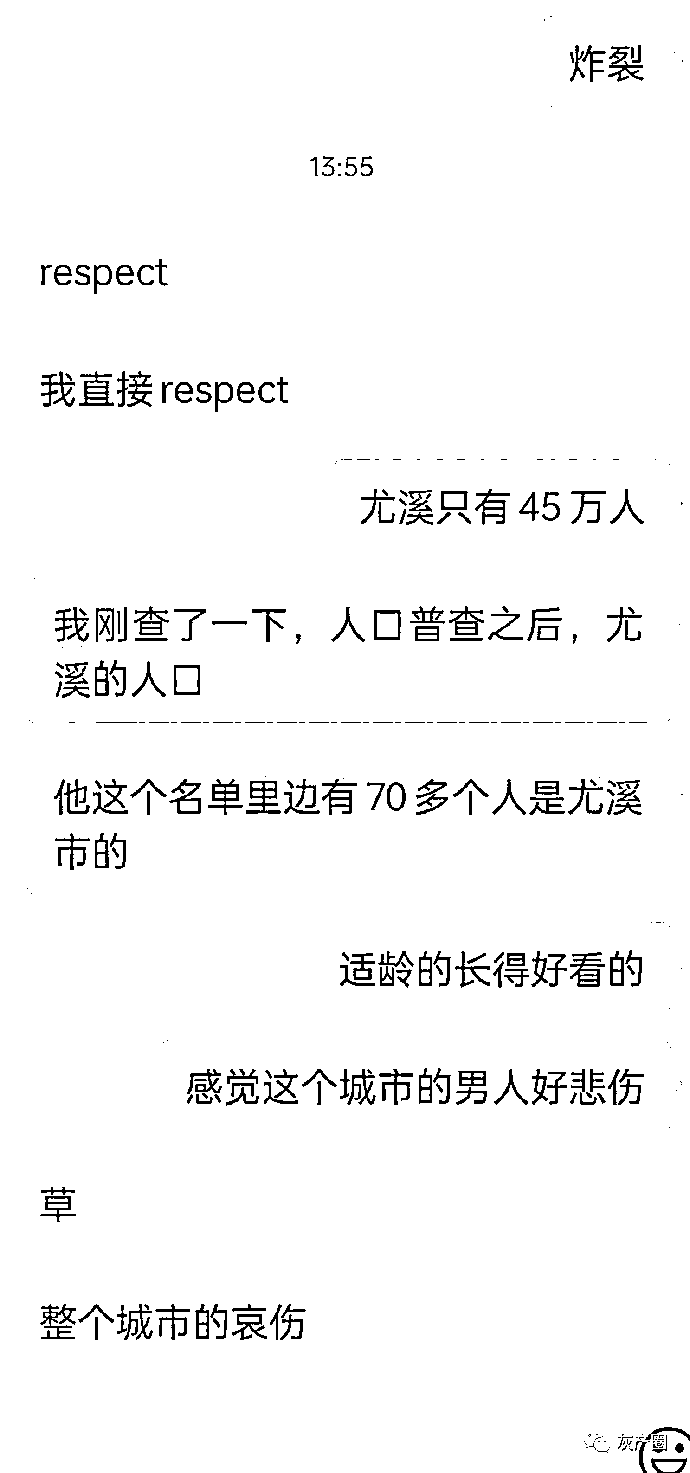 炸裂
13:55
respect
我直接respect
尤溪只有45万人
我刚查了一下，人口普查之后，尤
溪的人口
他这个名单里边有70多个人是尤溪
市的
适龄的长得好看的
感觉这个城市的男人好悲伤
草
整个城市的哀伤
灰产圈